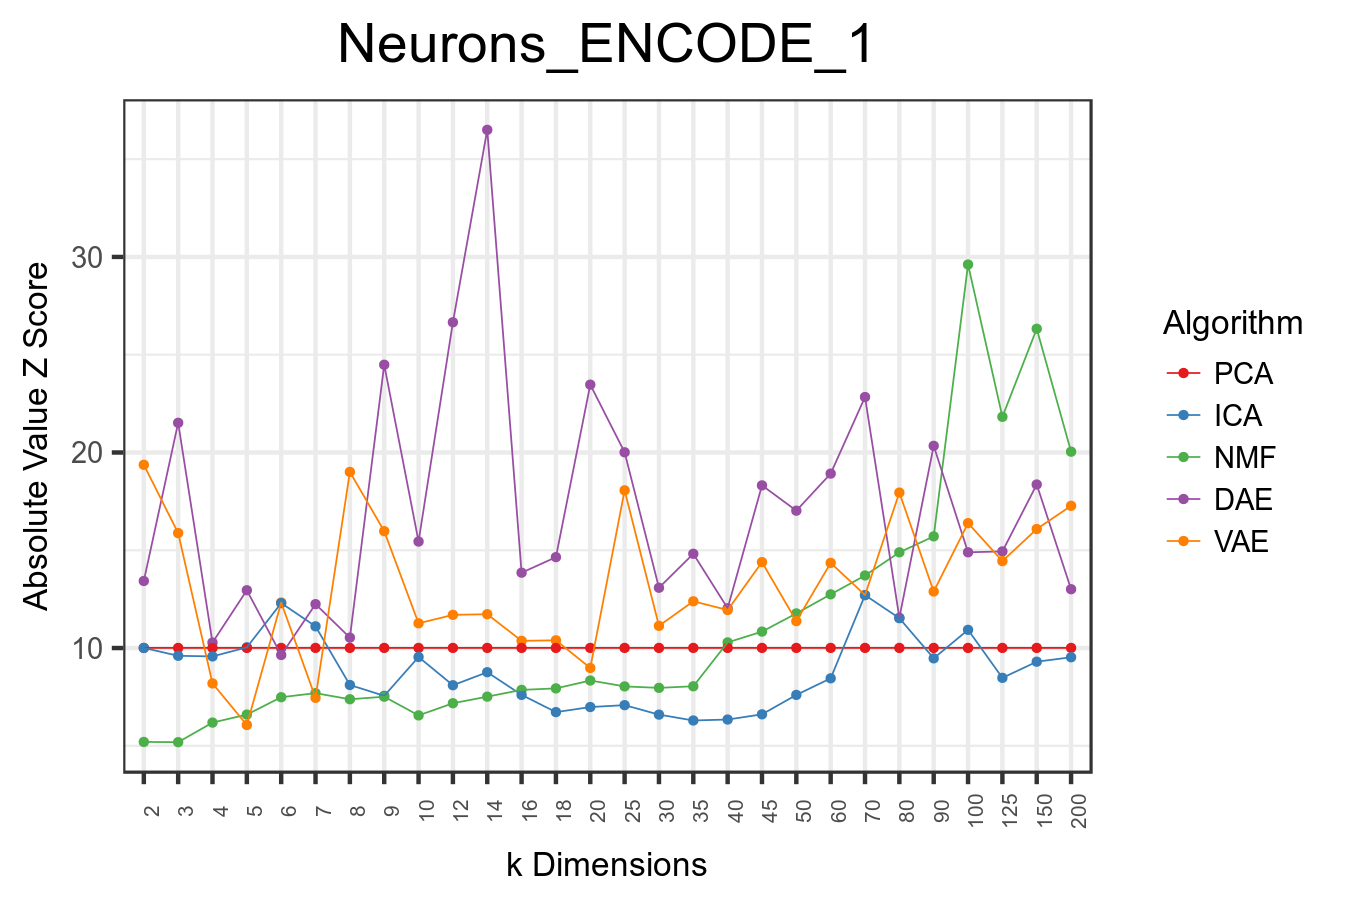 Neurons_ENCODE_1
Absolute Value Z Score
30
20
10
2 3 4 5 6 7 8 9 10 12 14 16 18 20 25 30 35 40 45 50 60 70 80 90 100 125 150 200
k Dimensions
Algorithm
PCA
ICA
NMF
DAE
VAE